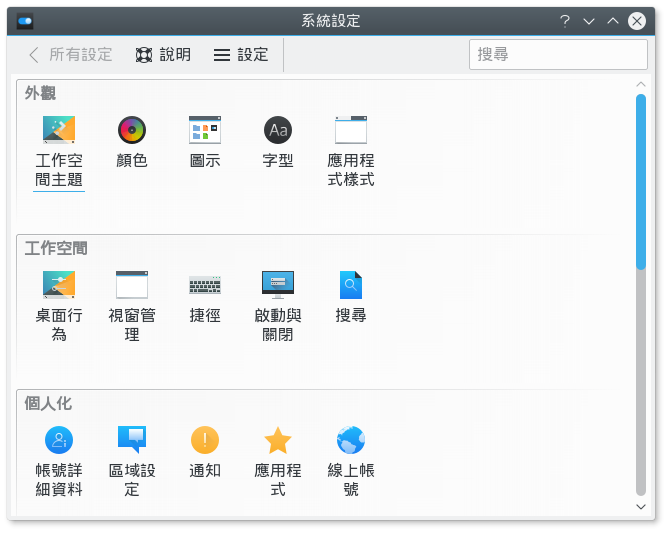 系統設定
所有設定 說明 設定 搜尋
外觀
工作空 顏色 圖示 Aa 字型 應用程
間主題 式樣式
工作空間
桌面行 視窗管 捷徑 啟動與 搜尋
為 理 關閉
個人化
帳號詳 區域設 通知 應用程 線上帳
細資料 定 式 號